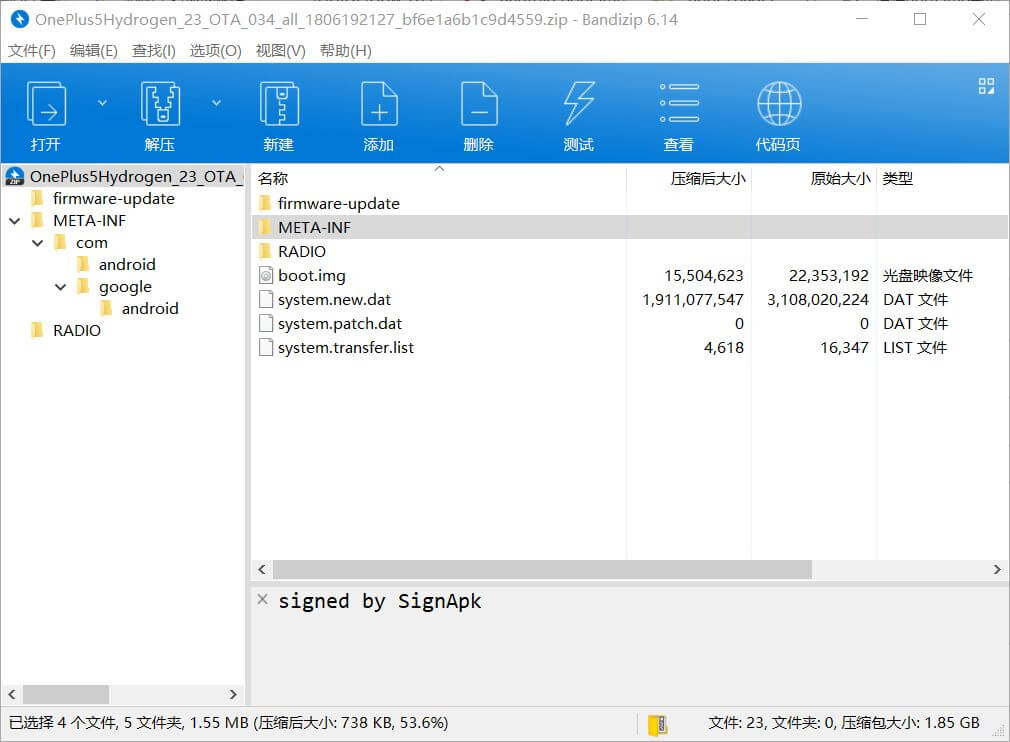 OnePlus5Hydrogen_23_OTA_034_all_1806192127_bf6e1a6b1c9d4559.zip - Bandizip 6.14
文件(F) 编辑(E) 查找(I) 选项(O) 视图(V) 帮助(H)
打开 解压 新建 添加 删除 测试 查看 代码页
OnePlus5Hydrogen_23_OTA_
firmware-update
META-INF
com
android
google
android
RADIO
名称 压缩后大小 原始大小 类型
firmware-update
META-INF
RADIO
boot.img 15,504,623 22,353,192 光盘映像文件
system.new.dat 1,911,077,547 3,108,020,224 DAT 文件
system.patch.dat 0 0 DAT 文件
system.transfer.list 4,618 16,347 LIST 文件
signed by SignApk
已选择 4 个文件, 5 文件夹, 1.55 MB (压缩后大小: 738 KB, 53.6%) 文件: 23, 文件夹: 0, 压缩包大小: 1.85 GB